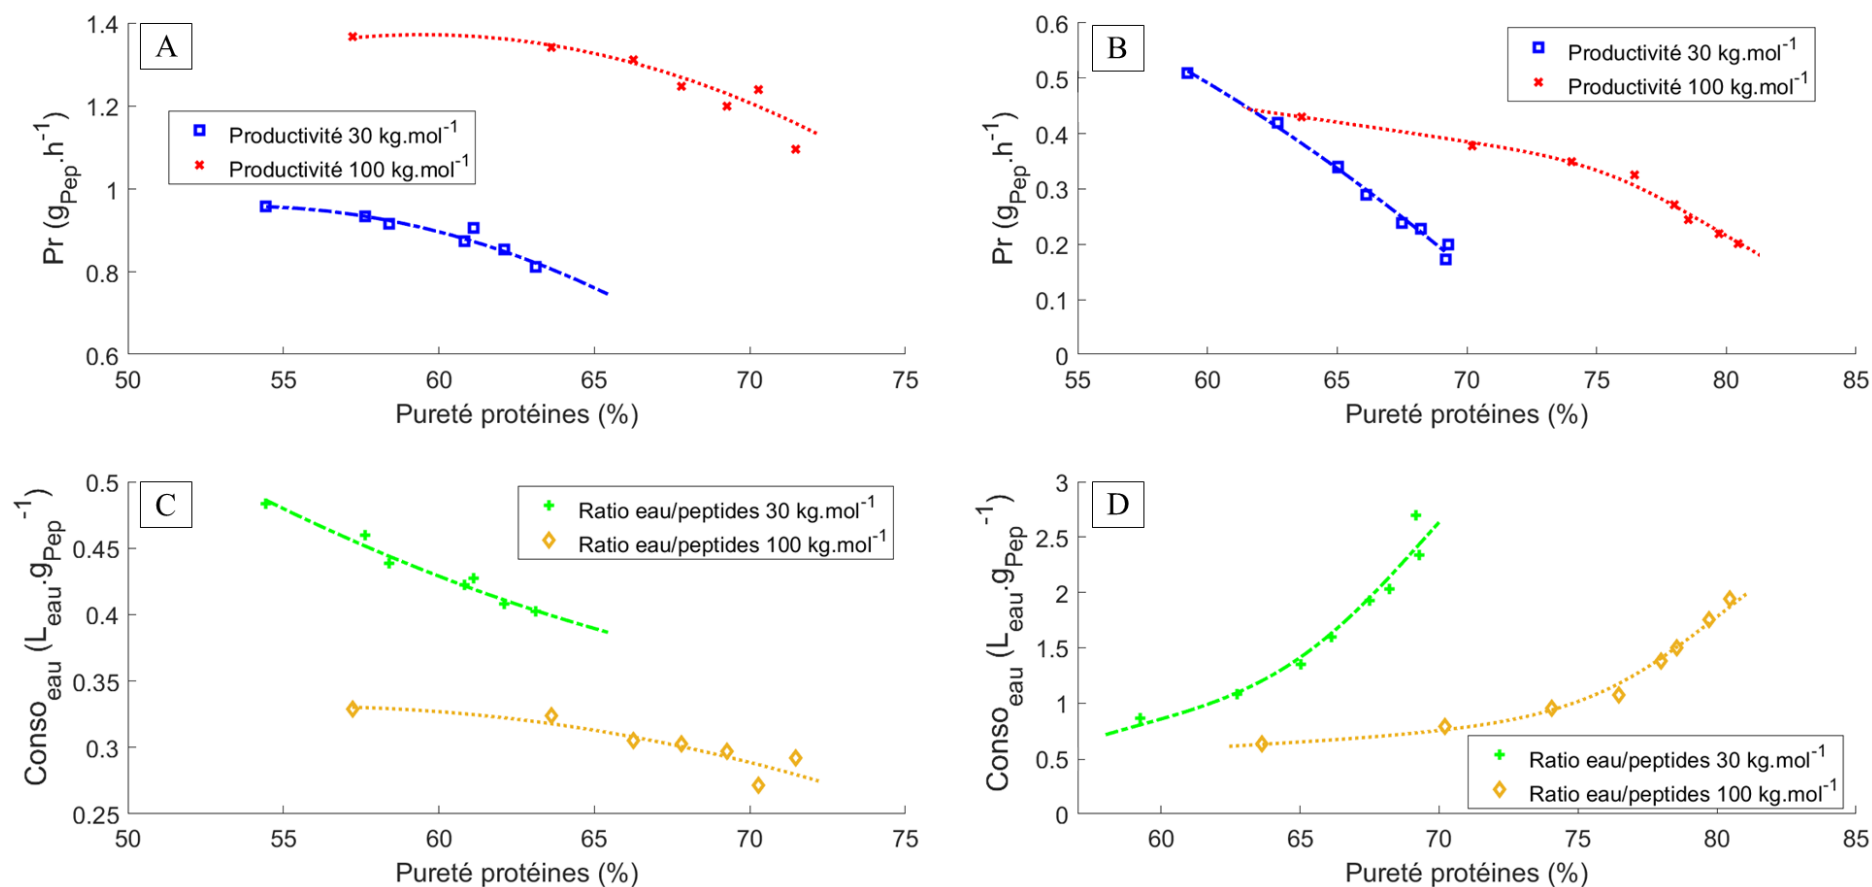 A
1.4
1.2
1
0.8
0.6
50 55 60 65 70 75
Pr (gPep.h-1)
Pureté protéines (%)
Productivité 30 kg.mol-1
Productivité 100 kg.mol-1
B
0.6
0.5
0.4
0.3
0.2
0.1
0
55 60 65 70 75 80 85
Pr (gPep.h-1)
Pureté protéines (%)
Productivité 30 kg.mol-1
Productivité 100 kg.mol-1
C
0.5
0.45
0.4
0.35
0.3
0.25
50 55 60 65 70 75
Consoeau (Leau.gPep-1)
Pureté protéines (%)
Ratio eau/peptides 30 kg.mol-1
Ratio eau/peptides 100 kg.mol-1
D
3
2.5
2
1.5
1
0.5
0
60 65 70 75 80 85
Consoeau (Leau.gPep-1)
Pureté protéines (%)
Ratio eau/peptides 30 kg.mol-1
Ratio eau/peptides 100 kg.mol-1